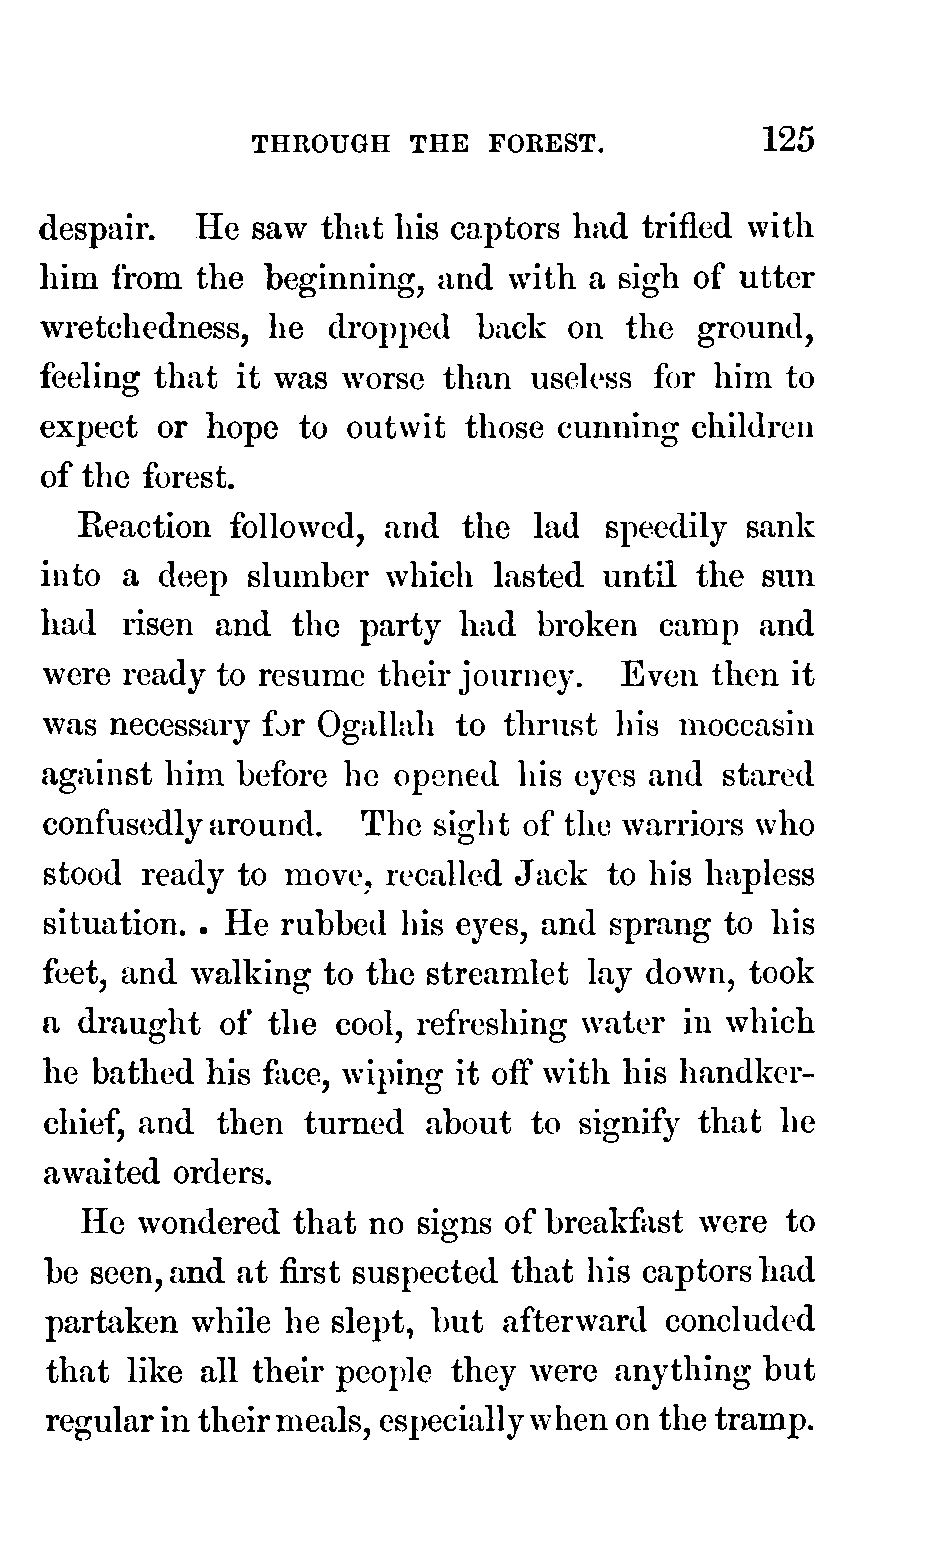 THROUGH THE FOREST. 125
despair. He saw that his captors had trifled with
him from the beginning, and with a sigh of utter
wretchedness, he dropped back on the ground,
feeling that it was worse than useless for him to
expect or hope to outwit those cunning children
of the forest.
Reaction followed, and the lad speedily sank
into a deep slumber which lasted until the sun
had risen and the party had broken camp and
were ready to resume their journey. Even then it
was necessary for Ogallah to thrust his moccasin
against him before he opened his eyes and stared
confusedly around. The sight of the warriors who
stood ready to move, recalled Jack to his hapless
situation. . He rubbed his eyes, and sprang to his
feet, and walking to the streamlet lay down, took
a draught of the cool, refreshing water in which
he bathed his face, wiping it off with his handker-
chief, and then turned about to signify that he
awaited orders.
He wondered that no signs of breakfast were to
be seen, and at first suspected that his captors had
partaken while he slept, but afterward concluded
that like all their people they were anything but
regular in their meals, especially when on the tramp.